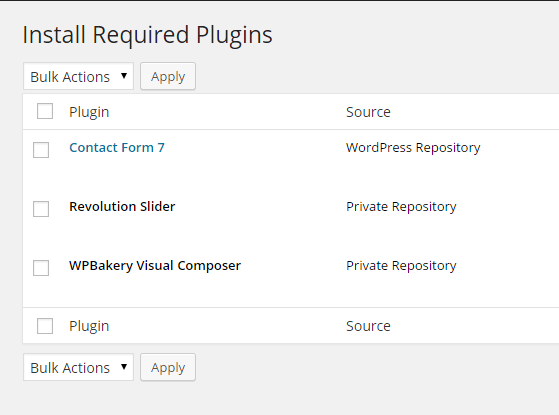 Install Required Plugins
Bulk Actions Apply
Plugin Source
Contact Form 7 WordPress Repository
Revolution Slider Private Repository
WPBakery Visual Composer Private Repository
Plugin Source
Bulk Actions Apply